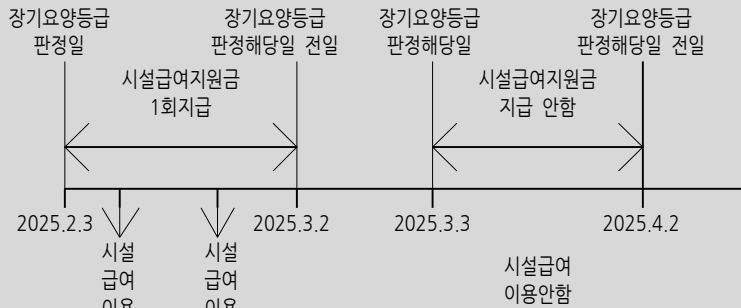 장기요양등급
판정일
장기요양등급
판정해당일 전일
장기요양등급
판정해당일
장기요양등급
판정해당일 전일
시설급여지원금
1회지급
시설급여지원금
지급 안함
2025.2.3
2025.3.2
2025.3.3
2025.4.2
시설
급여
이용
시설
급여
이용
시설급여
이용안함